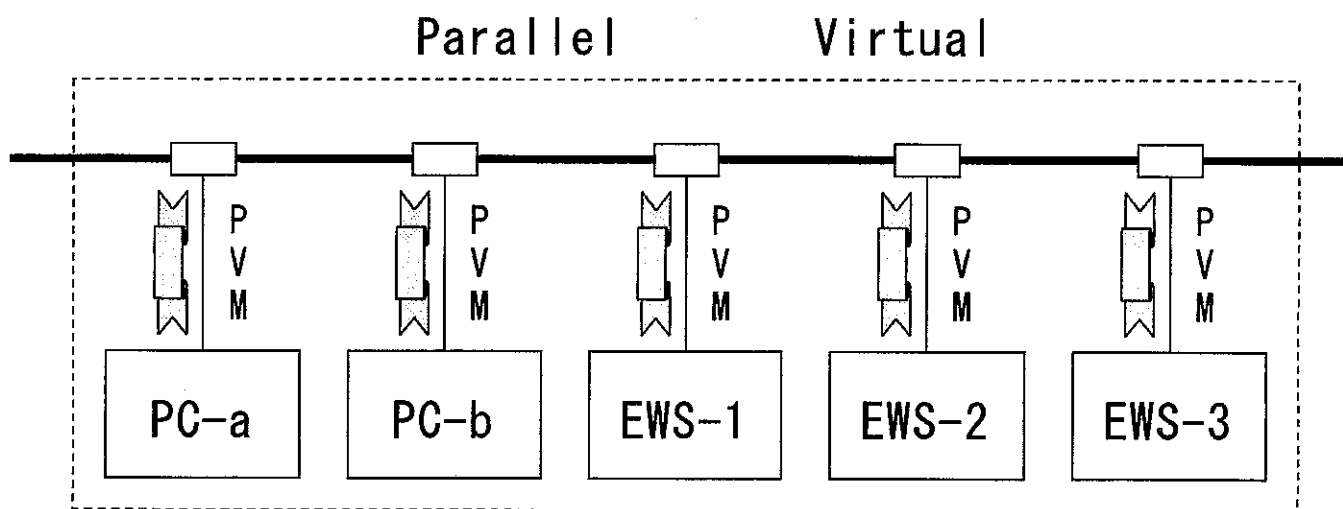 Parallel Virtual
P V M
P V M
P V M
P V M
P V M
PC-a
PC-b
EWS-1
EWS-2
EWS-3